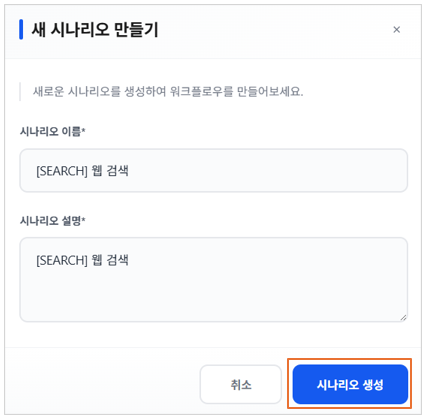 새 시나리오 만들기
×
새로운 시나리오를 생성하여 워크플로우를 만들어보세요.
시나리오 이름*
[SEARCH] 웹 검색
시나리오 설명*
[SEARCH] 웹 검색
취소
시나리오 생성